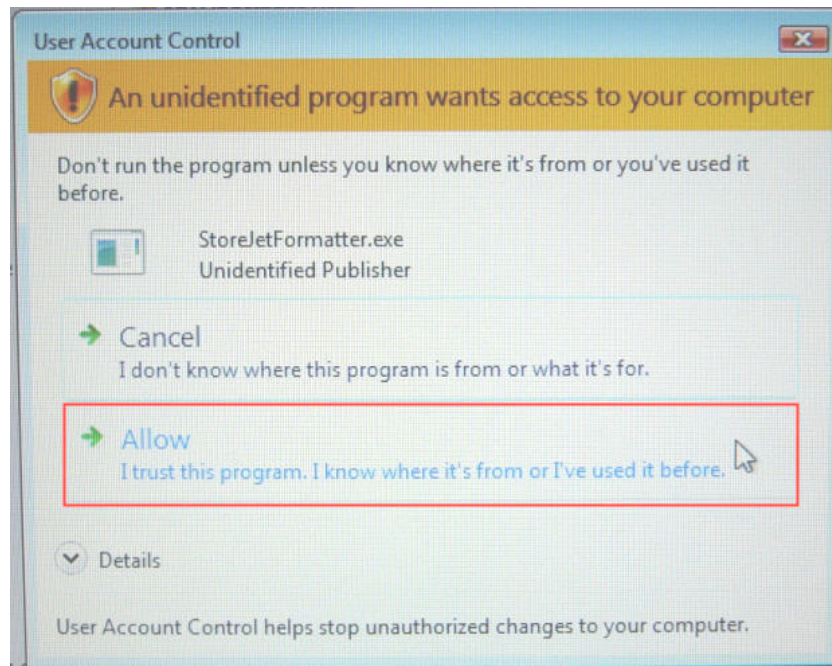 User Account Control
An unidentified program wants access to your computer
Don't run the program unless you know where it's from or you've used it
before.
StoreJetFormatter.exe
Unidentified Publisher
Cancel
I don't know where this program is from or what it's for.
Allow
I trust this program. I know where it's from or I've used it before.
Details
User Account Control helps stop unauthorized changes to your computer.